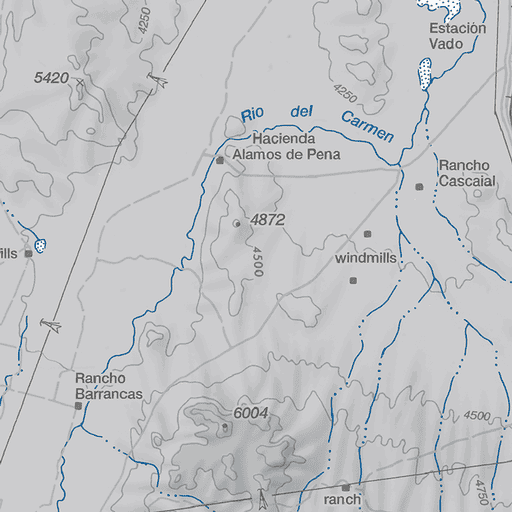 4250
Estación
Vado
5420
4250
Rio del Carmen
Hacienda
Alamos de Pena
Rancho
Cascaial
4872
4500
windmills
Rancho
Barrancas
6004
4500
4750
ranch